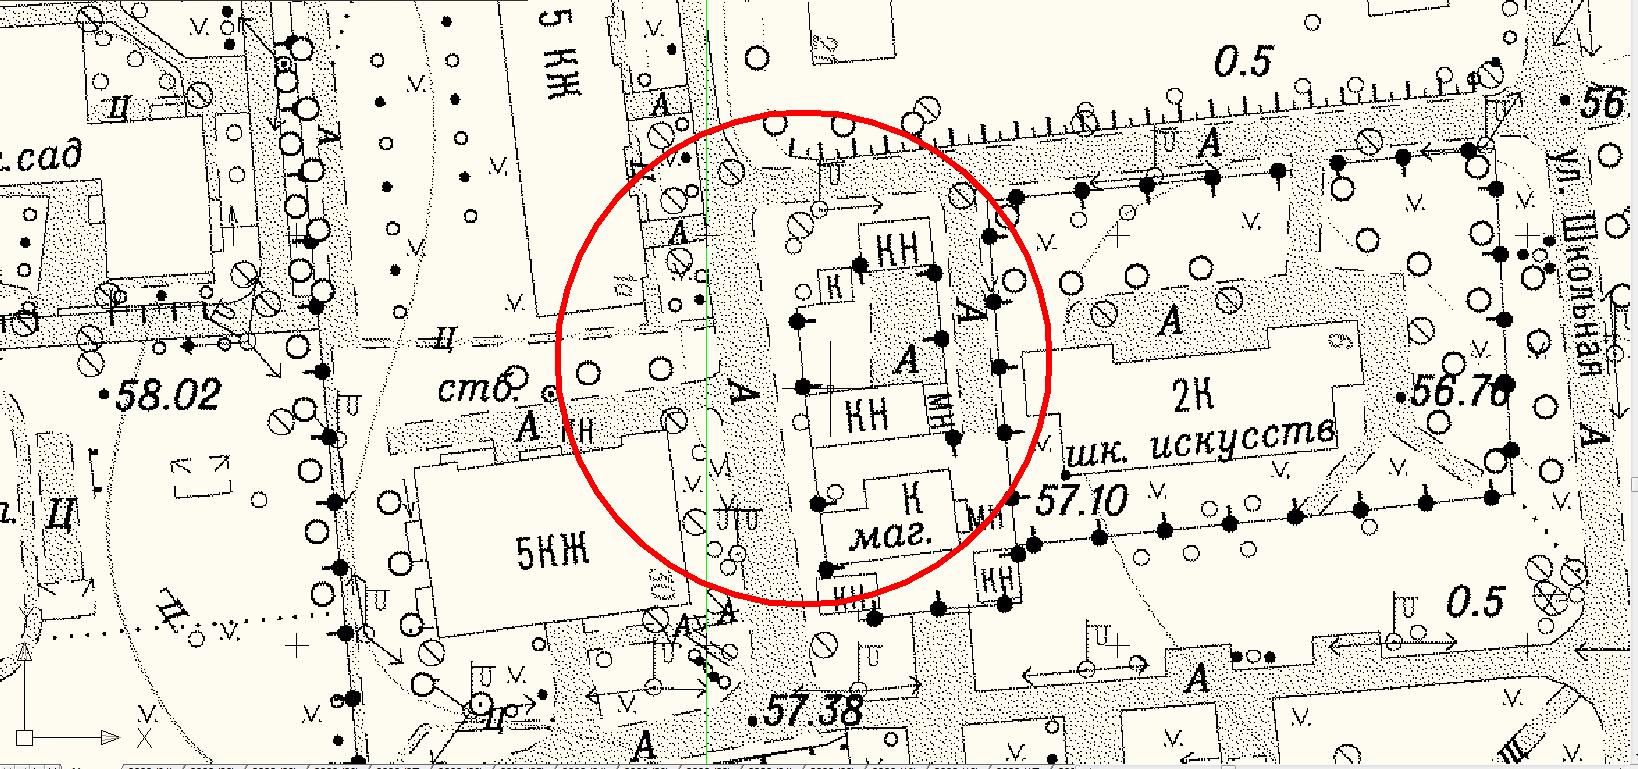 5 КЖ
А
0.5
56
Ц
А
.сад
А
ул. Школьная
А
КН
К
А
А
Ц
А
стб.
58.02
А
КН
А
КН
МН
2К
56.76
шк. искусств
А
57.10
Ц
5КЖ
К
маг.
МН
КН
КН
0.5
Ц
А
А
А
57.38
Ц
А
Ц
X